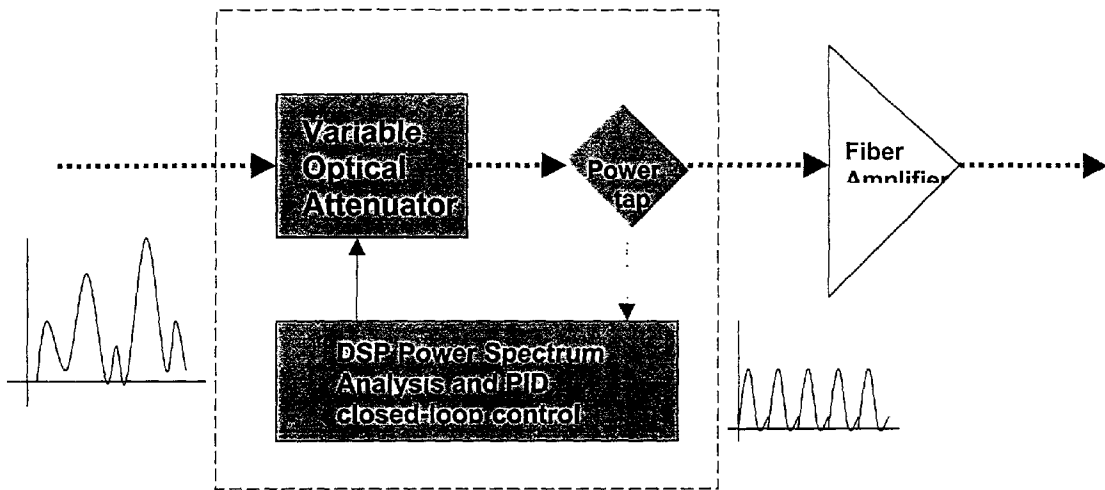 Variable
Optical
Attenuator
Power
tap
Fiber
Amplifier
DSP Power Spectrum
Analysis and PID
closed-loop control